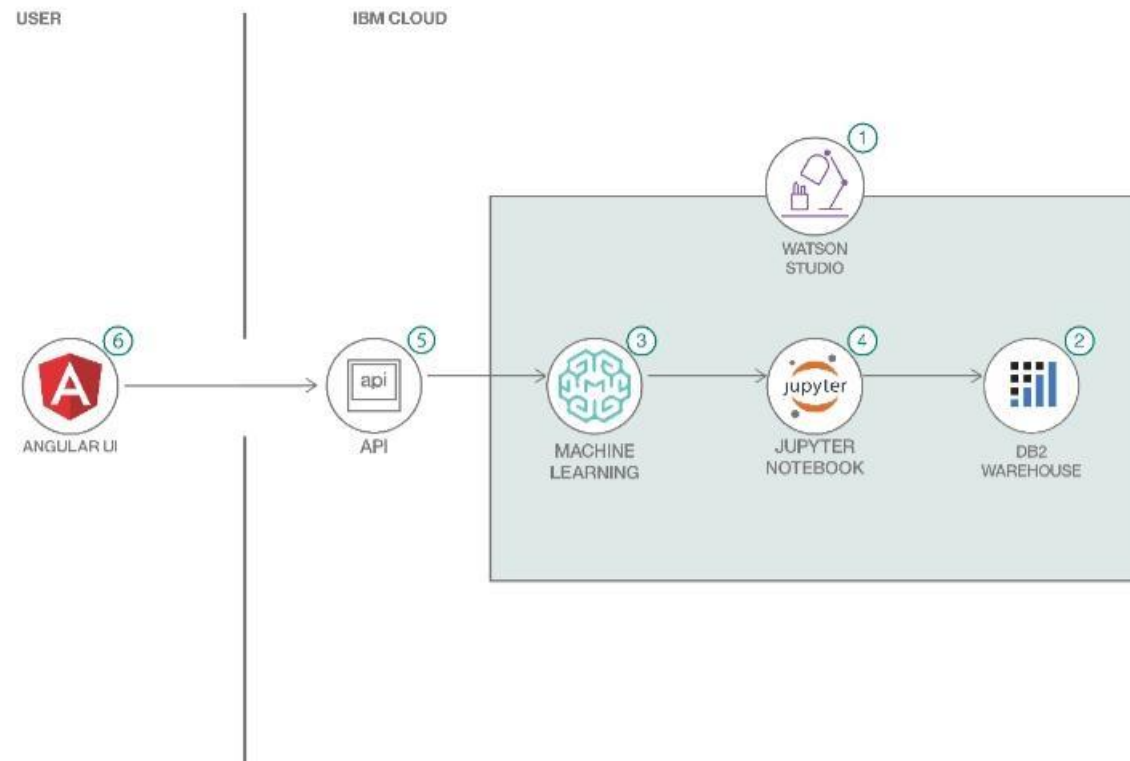 USER
IBM CLOUD
1
WATSON
STUDIO
6
ANGULAR UI
5
api
API
3
M
MACHINE
LEARNING
4
jupyter
JUPYTER
NOTEBOOK
2
DB2
WAREHOUSE
A